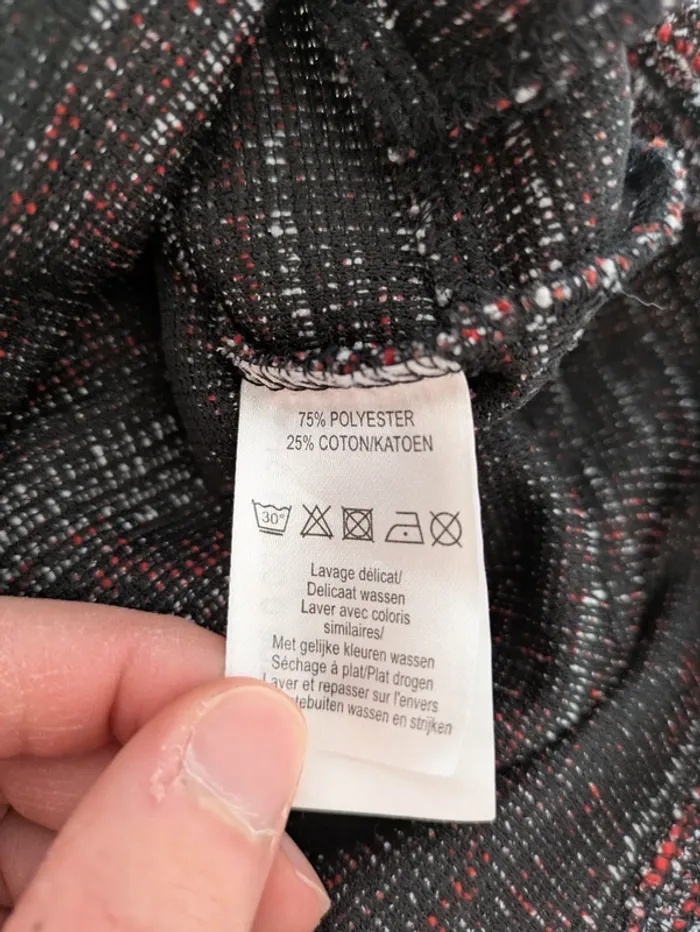 75% POLYESTER
25% COTON/KATOEN
30°
Lavage délicat/
Delicaat wassen
Laver avec coloris
similaires/
Met gelijke kleuren wassen
Séchage à plat/Plat drogen
Laver et repasser sur l'envers
wassen en strijken